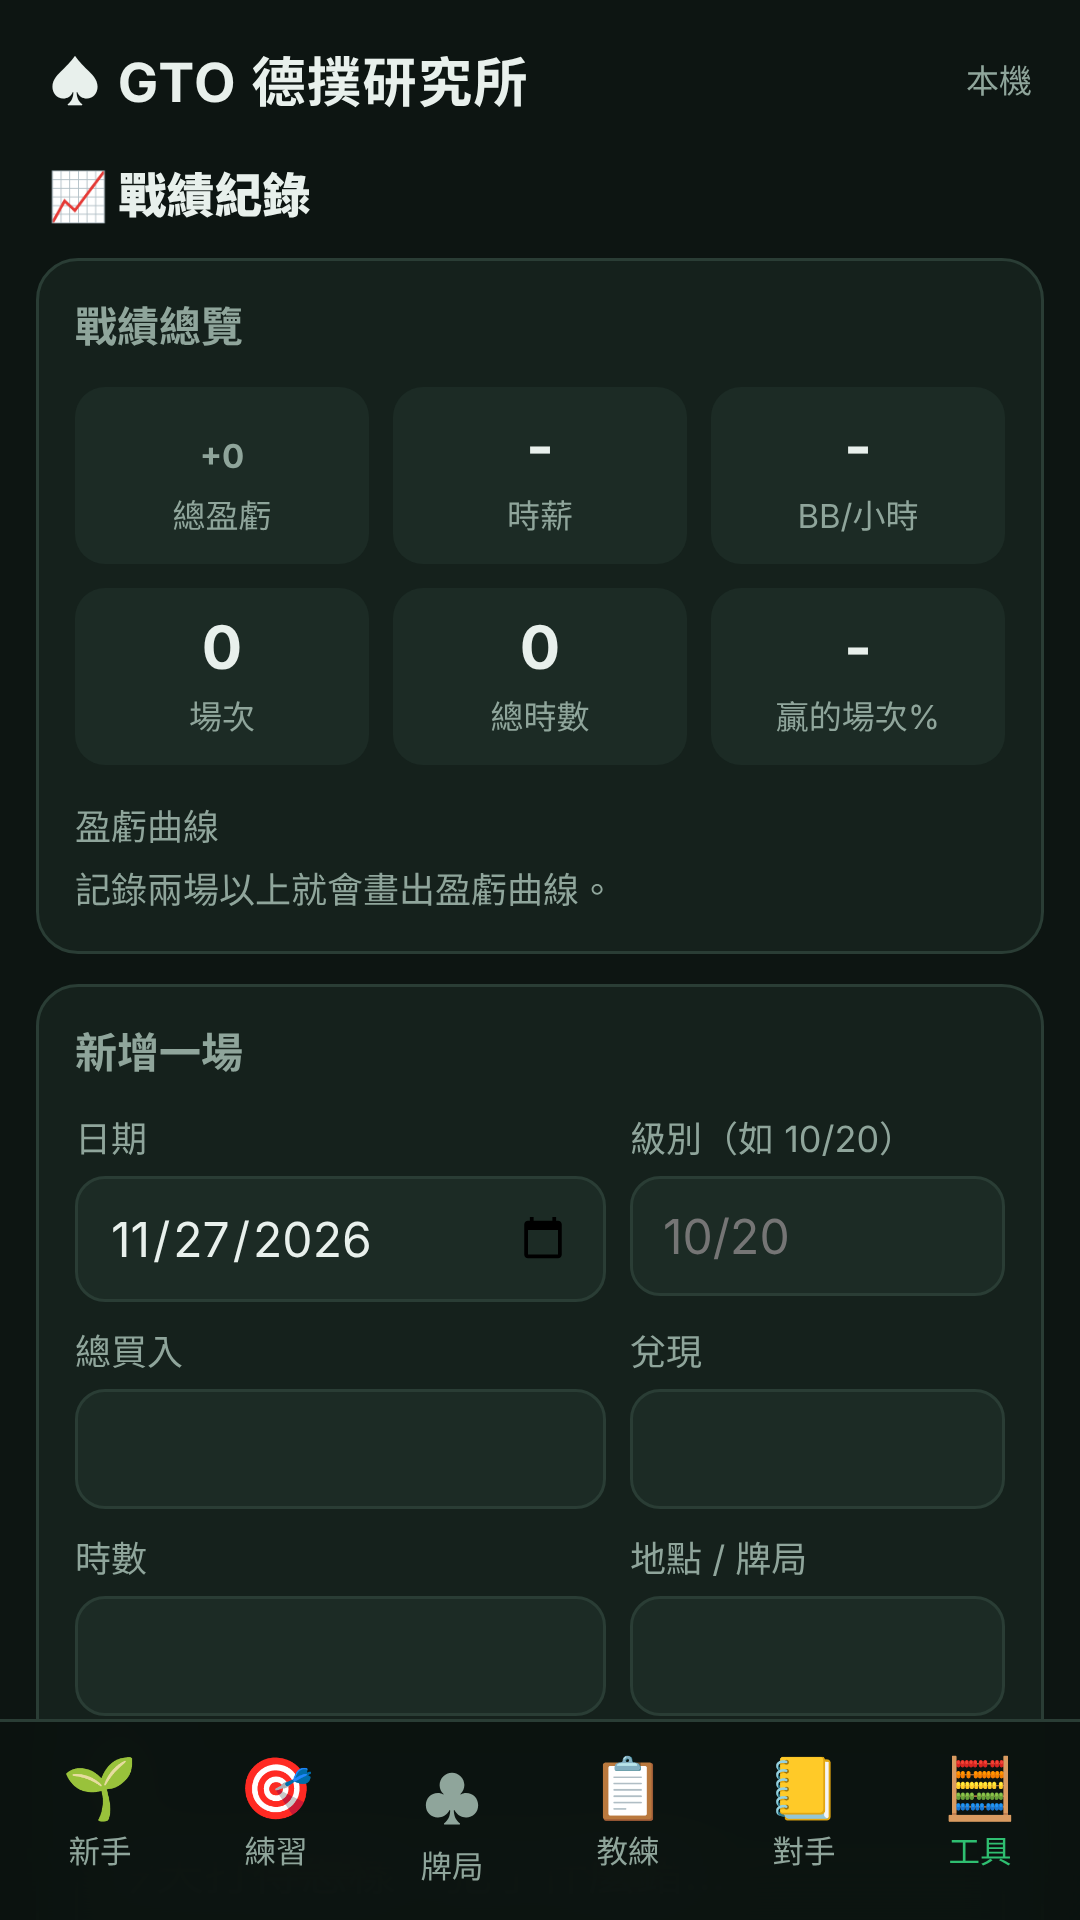 GTO 德撲研究所
本機
戰績紀錄
戰績總覽
+0
總盈虧
-
時薪
-
BB/小時
0
場次
0
總時數
-
贏的場次%
盈虧曲線
記錄兩場以上就會畫出盈虧曲線。
新增一場
日期
級別（如 10/20）
11/27/2026
10/20
總買入
兌現
時數
地點 / 牌局
新手
練習
牌局
教練
對手
工具